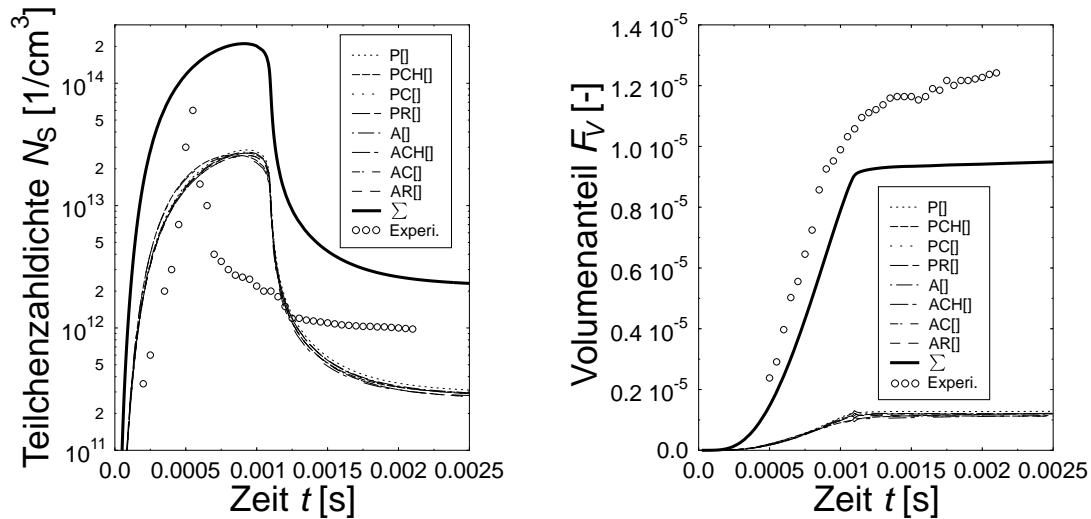 Teilchenzahldichte N_S [1/cm^3]
2
10^14
5
2
10^13
5
2
10^12
5
2
10^11
0.0 0.0005 0.001 0.0015 0.002 0.0025
Zeit t [s]
P[]
PCH[]
PC[]
PR[]
A[]
ACH[]
AC[]
AR[]
∑
Experi.
Volumenanteil F_V [-]
1.4 10^-5
1.2 10^-5
1.0 10^-5
0.8 10^-5
0.6 10^-5
0.4 10^-5
0.2 10^-5
0.0
0.0 0.0005 0.001 0.0015 0.002 0.0025
Zeit t [s]
P[]
PCH[]
PC[]
PR[]
A[]
ACH[]
AC[]
AR[]
∑
Experi.